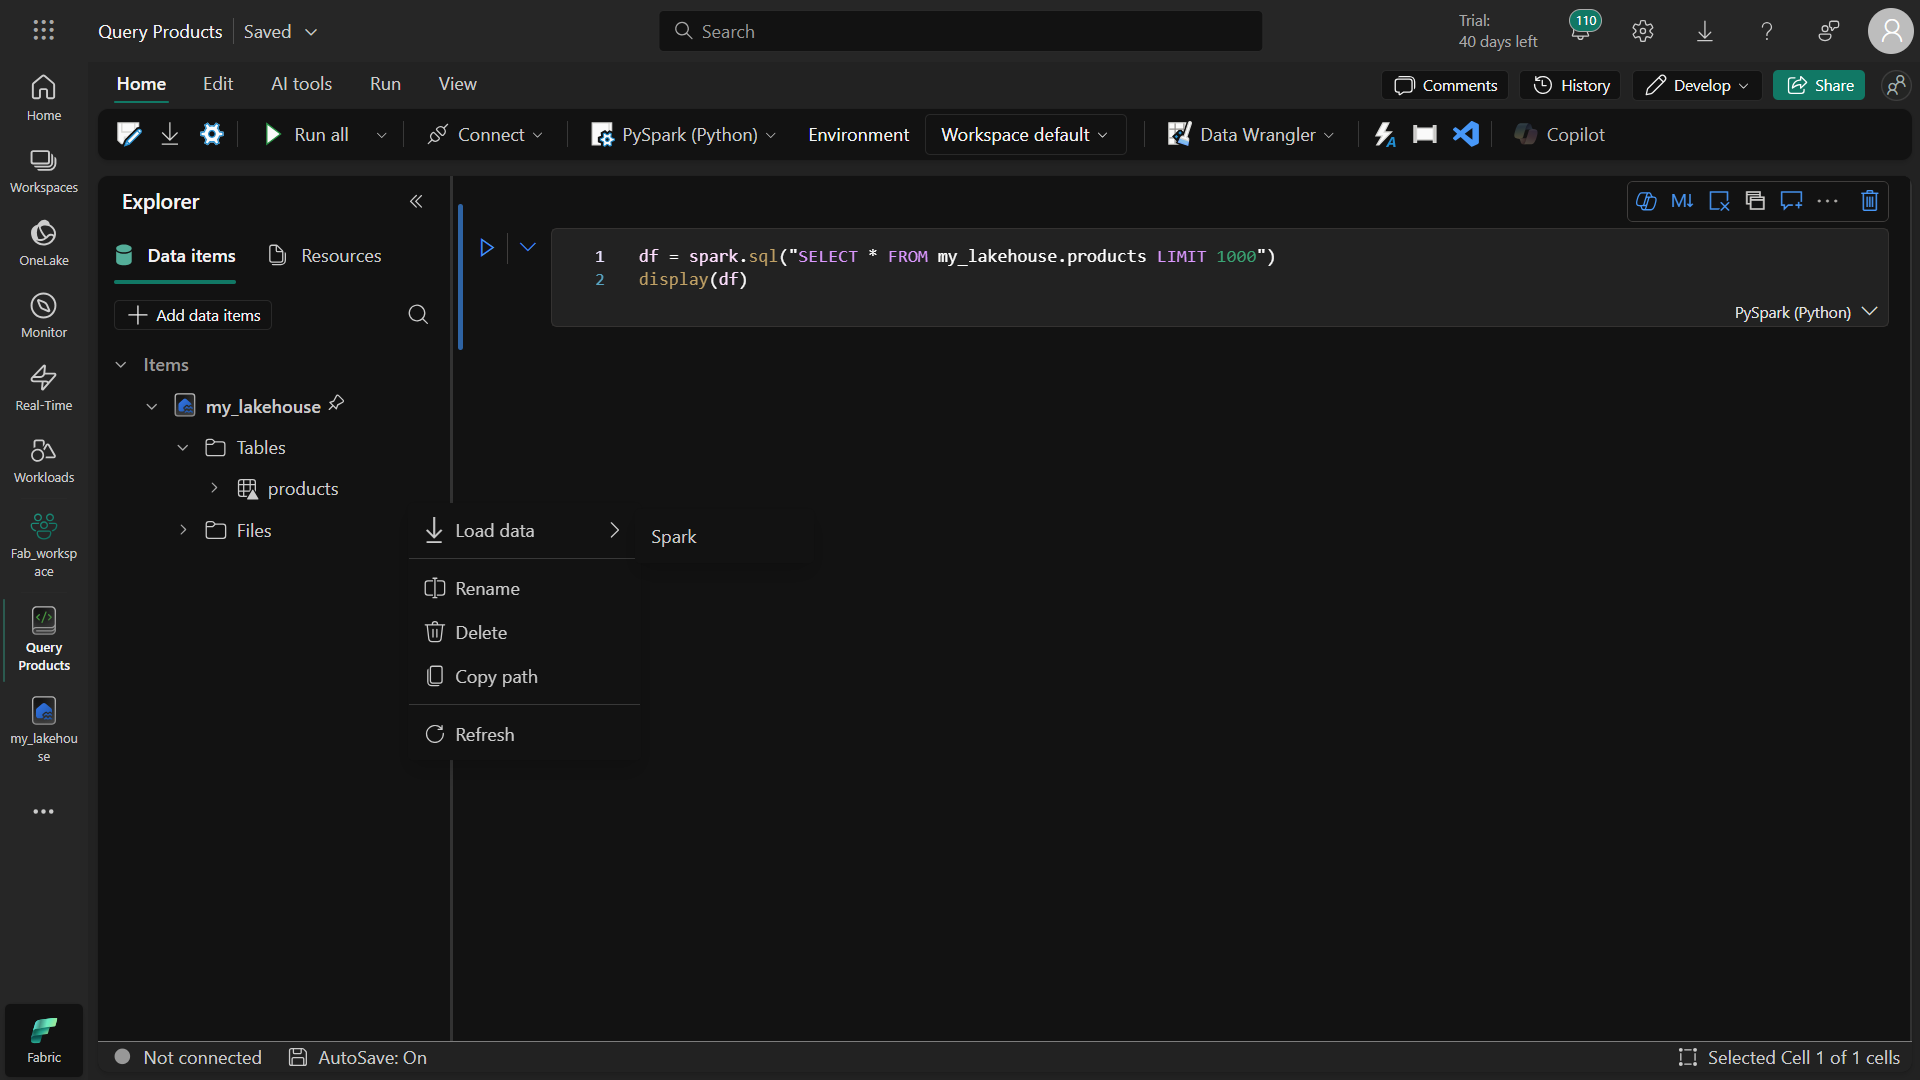 Query Products
Saved
Search
Trial:
40 days left
110
Home
Edit
AI tools
Run
View
Comments
History
Develop
Share
Run all
Connect
PySpark (Python)
Environment
Workspace default
Data Wrangler
Copilot
Home
Workspaces
OneLake
Monitor
Real-Time
Workloads
Fab_worksp
ace
Query
Products
my_lakehou
se
Fabric
Explorer
Data items
Resources
Add data items
Items
my_lakehouse
Tables
products
Files
Load data
Rename
Delete
Copy path
Refresh
Spark
M↓
1 df = spark.sql("SELECT * FROM my_lakehouse.products LIMIT 1000")
2 display(df)
PySpark (Python)
Not connected
AutoSave: On
Selected Cell 1 of 1 cells